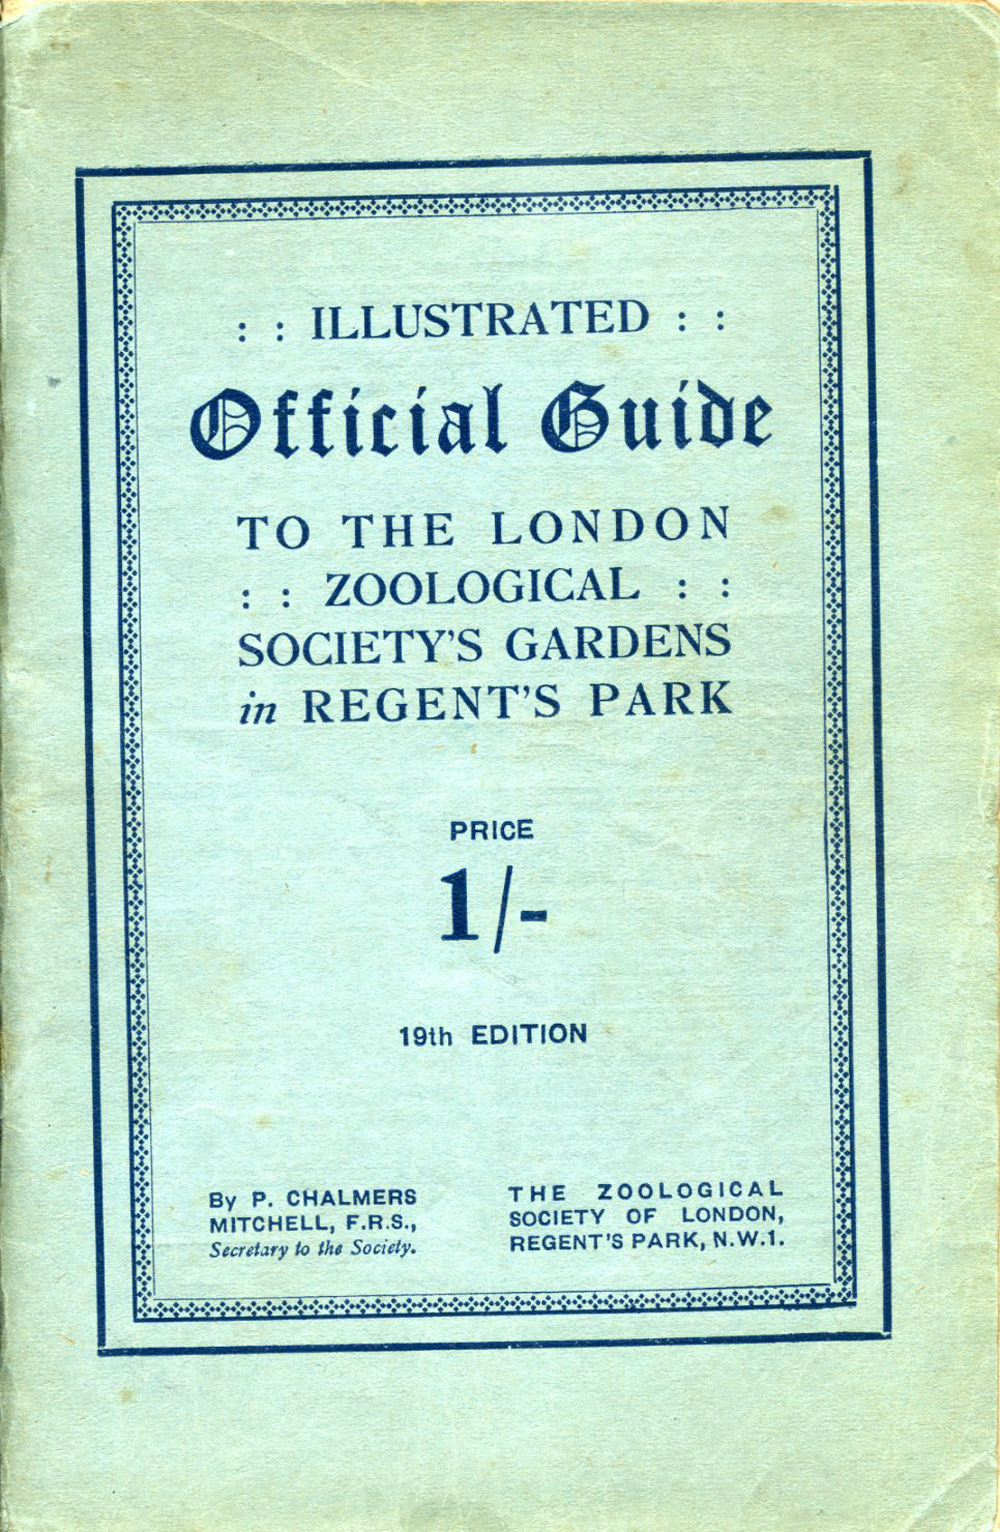 : : ILLUSTRATED : :
Official Guide
TO THE LONDON
: : ZOOLOGICAL : :
SOCIETY'S GARDENS
in REGENT'S PARK
PRICE
1/-
19th EDITION
By P. CHALMERS
MITCHELL, F.R.S.,
Secretary to the Society.
THE ZOOLOGICAL
SOCIETY OF LONDON,
REGENT'S PARK, N.W.1.